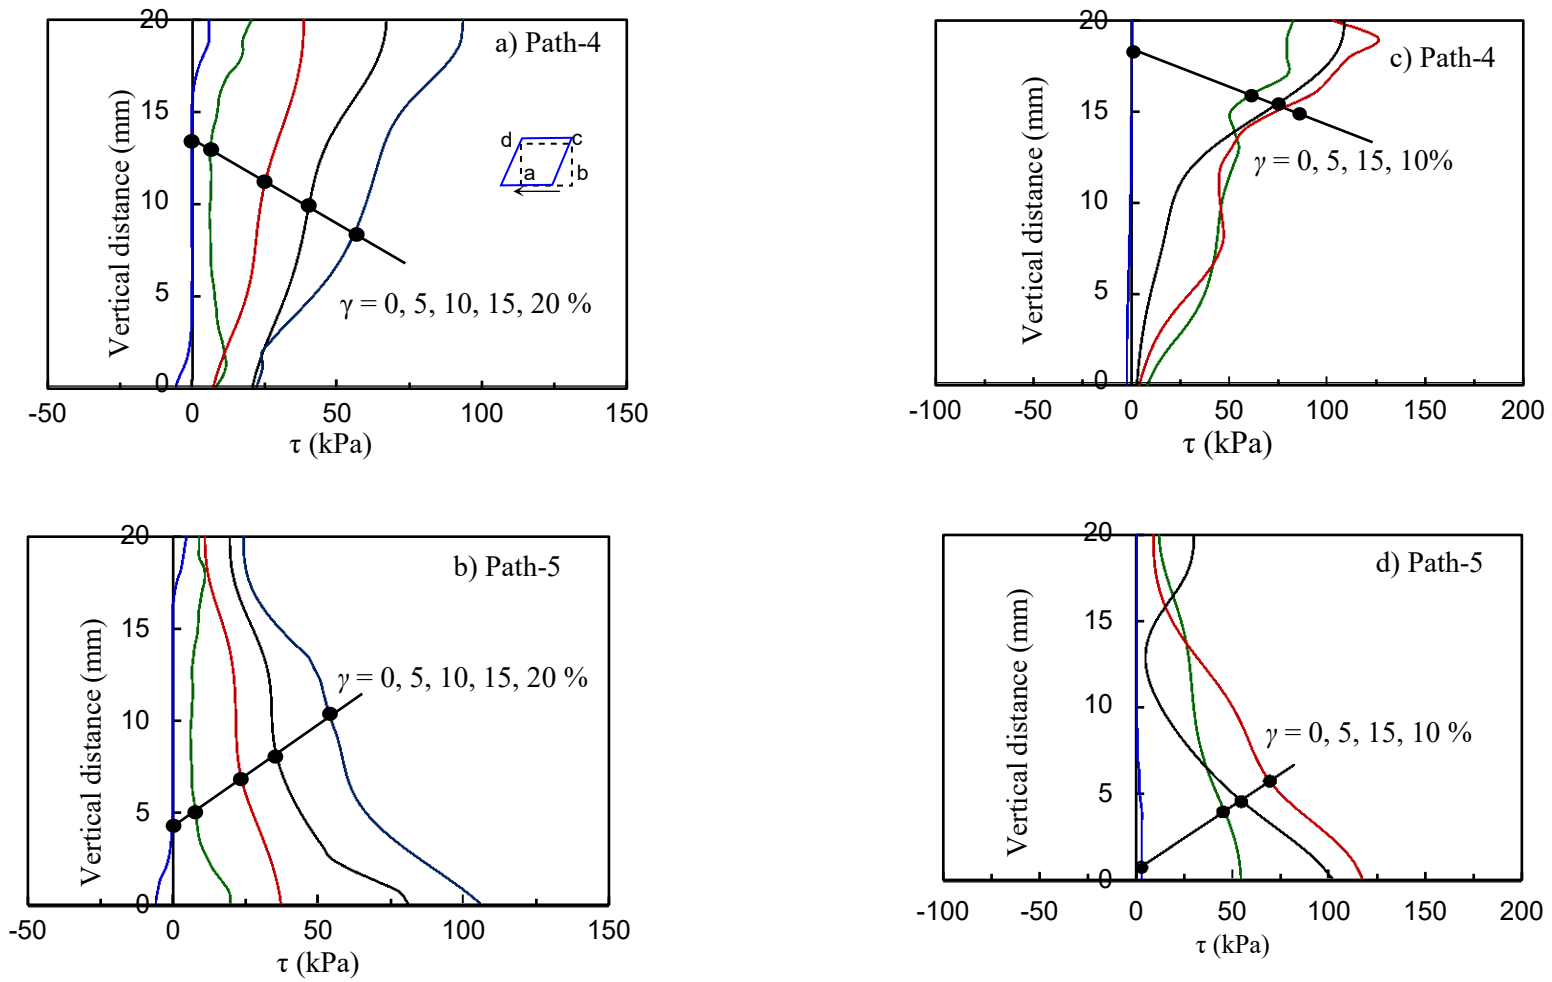 a) Path-4
20
15
10
5
0
Vertical distance (mm)
d
c
a
b
γ = 0, 5, 10, 15, 20 %
-50
0
50
100
150
τ (kPa)
c) Path-4
20
15
10
5
0
Vertical distance (mm)
γ = 0, 5, 15, 10%
-100
-50
0
50
100
150
200
τ (kPa)
b) Path-5
20
15
10
5
0
Vertical distance (mm)
γ = 0, 5, 10, 15, 20 %
-50
0
50
100
150
τ (kPa)
d) Path-5
20
15
10
5
0
Vertical distance (mm)
γ = 0, 5, 15, 10 %
-100
-50
0
50
100
150
200
τ (kPa)